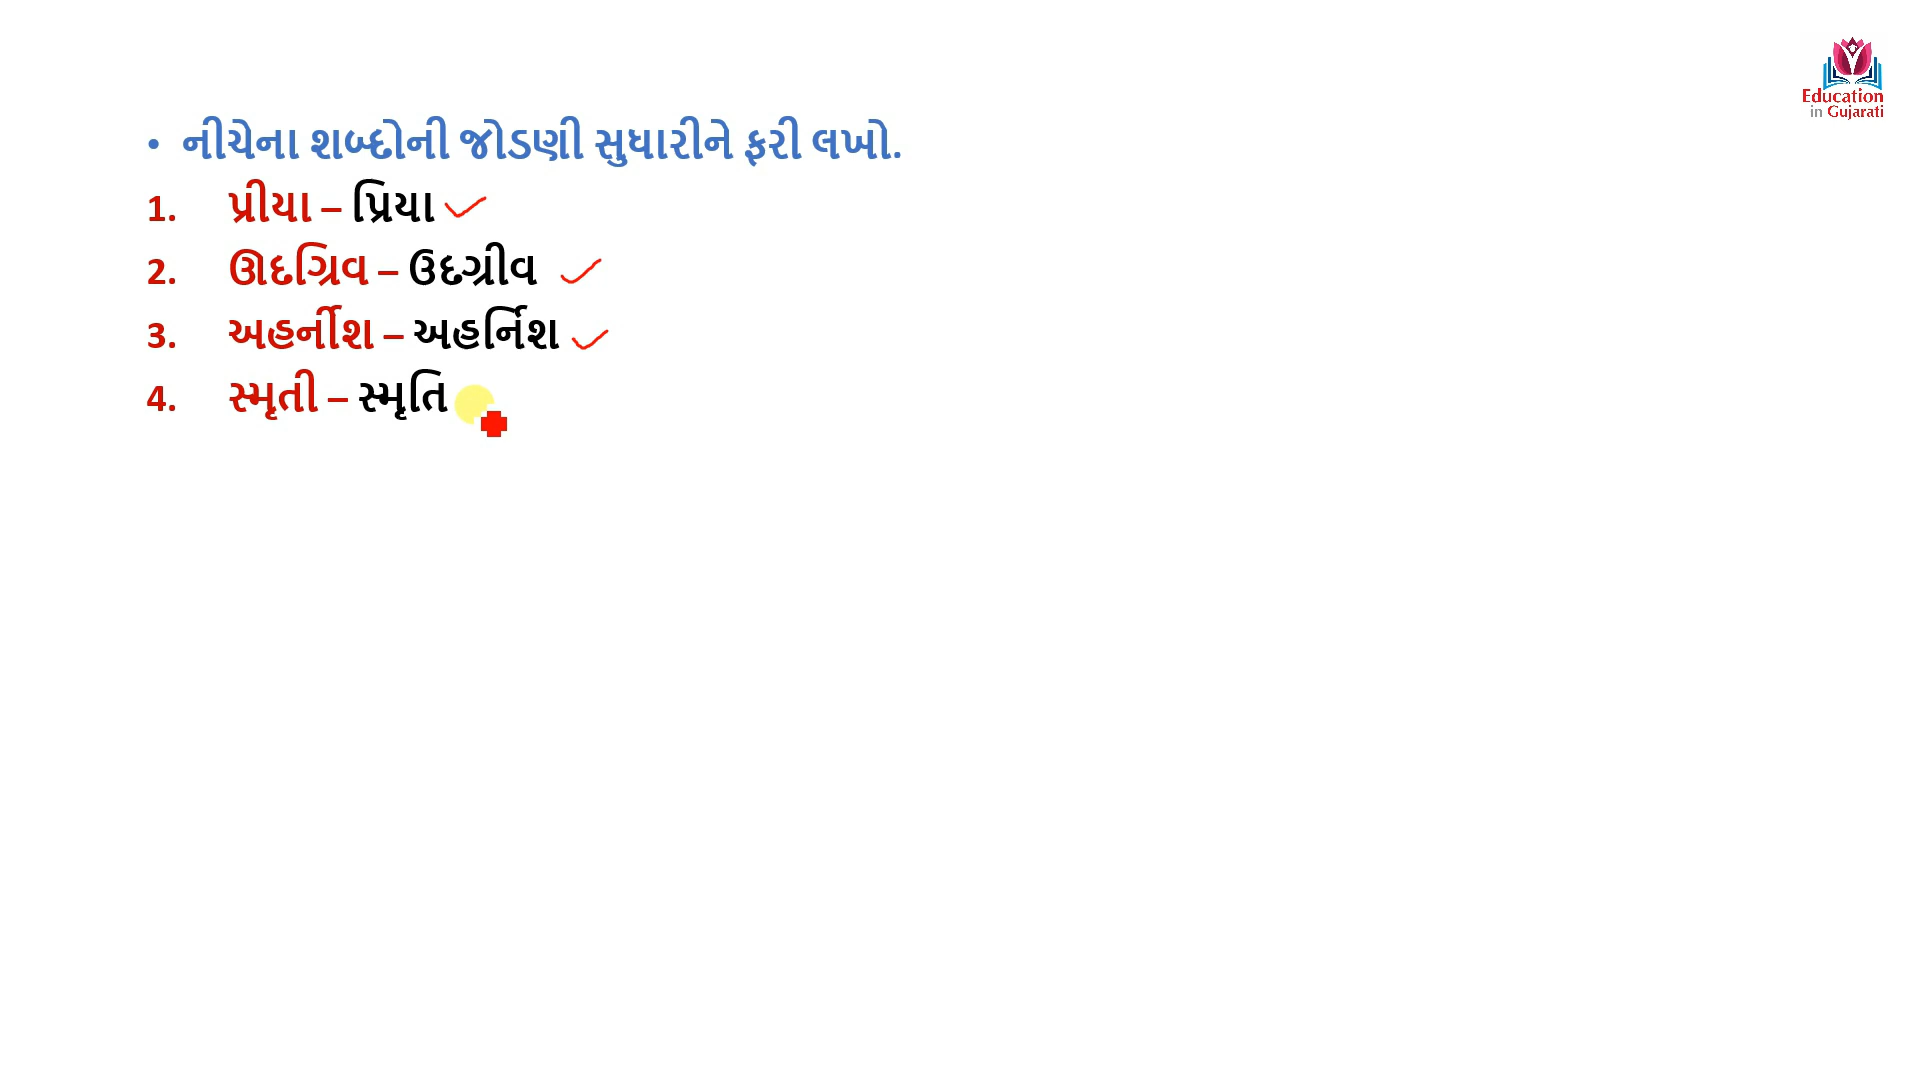 Education
in Gujarati
• નીચેના શબ્દોની જોડણી સુધારીને ફરી લખો.
1. પ્રીયા – પ્રિયા
2. ઊદગ્રિવ – ઉદગ્રીવ
3. અહર્નીશ – અહર્નિશ
4. સ્મૃતી – સ્મૃતિ